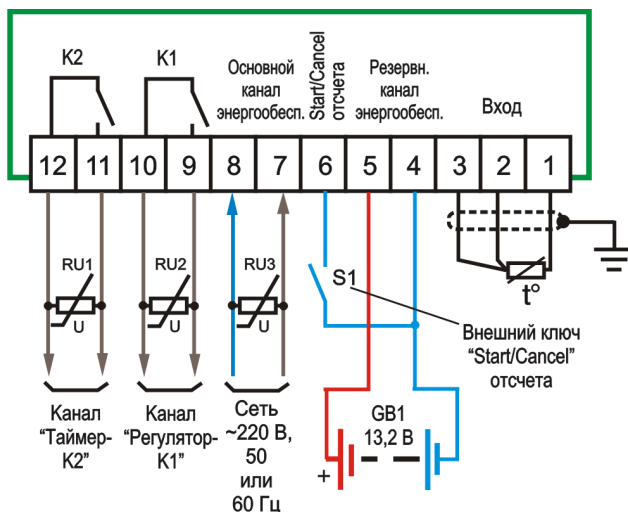 K2
K1
Основной
канал
энергообесп.
Start/Cancel
отсчета
Резервн.
канал
энергообесп.
Вход
12 11 10 9 8 7 6 5 4 3 2 1
RU1
U
RU2
U
RU3
U
S1
t°
Внешний ключ
“Start/Cancel”
отсчета
Канал
“Таймер-
К2”
Канал
“Регулятор-
К1”
Сеть
~220 В,
50
или
60 Гц
GB1
13,2 В
+